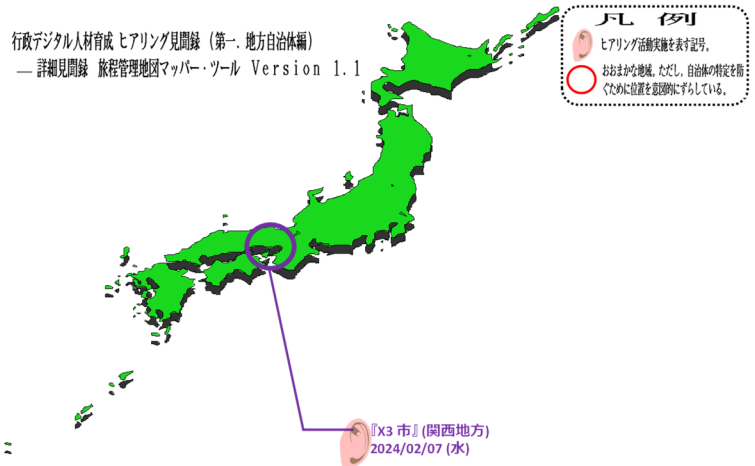 行政デジタル人材育成 ヒアリング見聞録 (第一. 地方自治体編)
― 詳細見聞録 旅程管理地図マッパー・ツール Version 1.1
凡 例
ヒアリング活動実施を表す記号。
おおまかな地域。ただし, 自治体の特定を防
ぐために位置を意図的にずらしている。
『X3 市』(関西地方)
2024/02/07 (水)